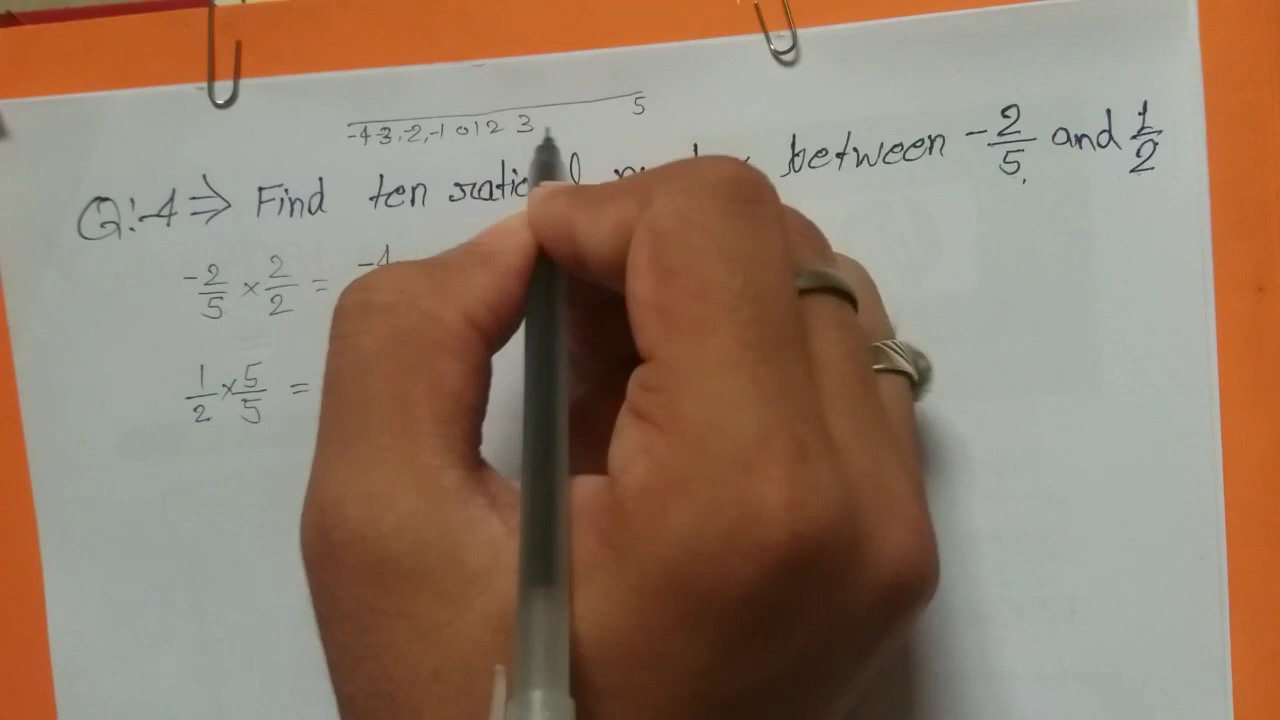 -4-3,-2,-1 0 1 2 3 5
Q:-4⇒ Find ten between -2/5 and 1/2
-2/5 × 2/2 = -4
1/2 × 5/5 =